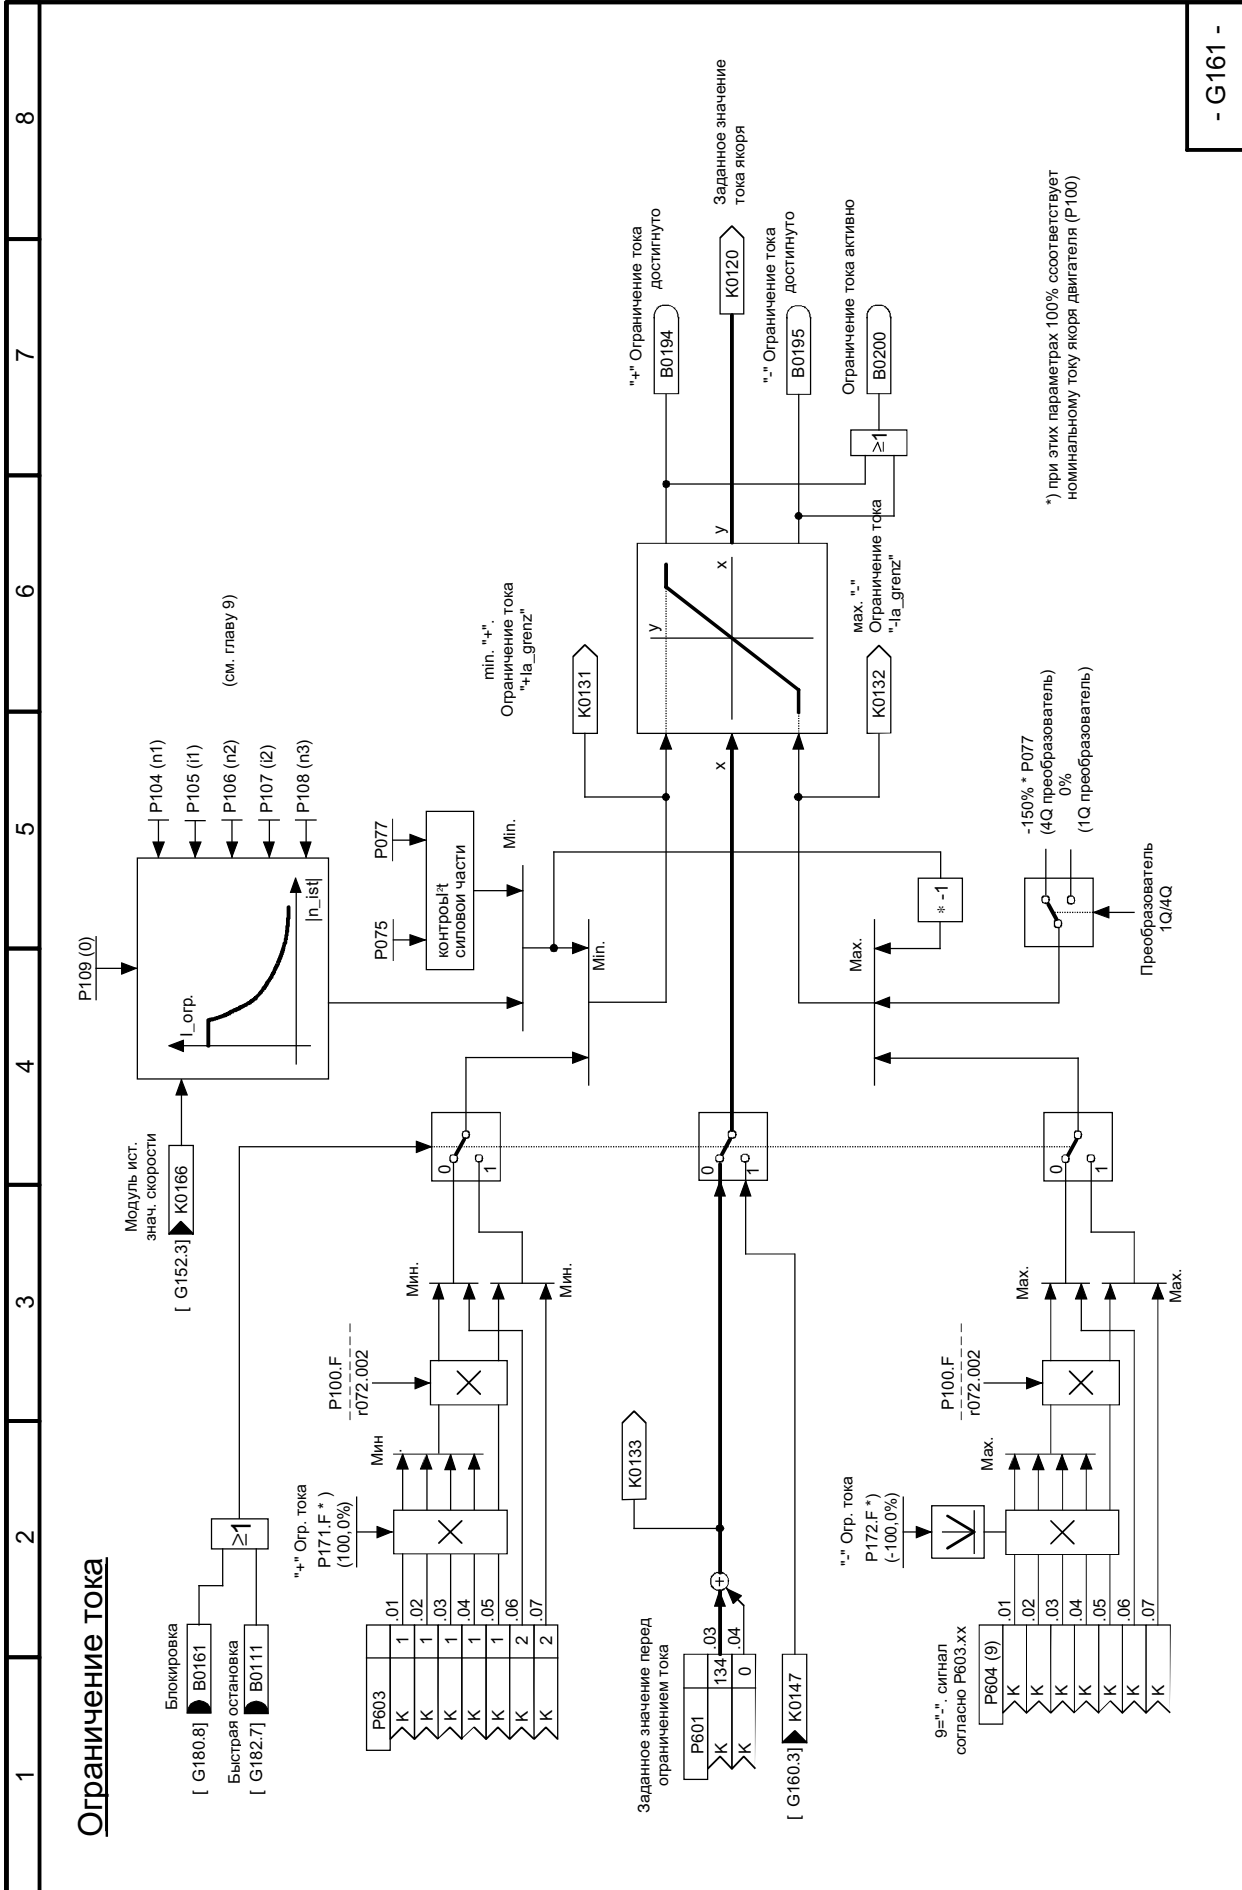 Ограничение тока
1
2
3
4
5
6
7
8
Блокировка
[ G180.8]
B0161
Быстрая остановка
[ G182.7]
B0111
≥1
Модуль ист.
знач. скорости
[ G152.3]
K0166
P109 (0)
I_огр.
|n_ist|
P104 (n1)
P105 (i1)
P106 (n2)
P107 (i2)
P108 (n3)
(см. главу 9)
"+" Огр. тока
P171.F * )
(100,0%)
P603
K 1 .01
K 1 .02
K 1 .03
K 1 .04
K 1 .05
K 2 .06
K 2 .07
Мин
.
P100.F
r072.002
Мин.
Мин.
0
1
P075
P077
контроьI²t
силовои части
Min.
Min.
min. "+".
Ограничение тока
"+Ia_grenz"
K0131
Заданное значение перед
ограничением тока
P601
K 134 .03
K 0 .04
+
K0133
[ G160.3]
K0147
0
1
x
y
x
y
"+" Ограничение тока
достигнуто
B0194
K0120
Заданное значение
тока якоря
"-" Ограничение тока
достигнуто
B0195
Ограничение тока активно
B0200
≥1
мах. "-"
Ограничение тока
"-Ia_grenz"
K0132
* -1
Max.
-150% * P077
(4Q преобразователь)
0%
(1Q преобразователь)
Преобразователь
1Q/4Q
"-" Огр. тока
P172.F *)
(-100,0%)
9="-". сигнал
согласно P603.xx
P604 (9)
K .01
K .02
K .03
K .04
K .05
K .06
K .07
Max.
P100.F
r072.002
Max.
Max.
0
1
*) при этих параметрах 100% ссоответствует
номинальному току якоря двигателя (P100)
- G161 -